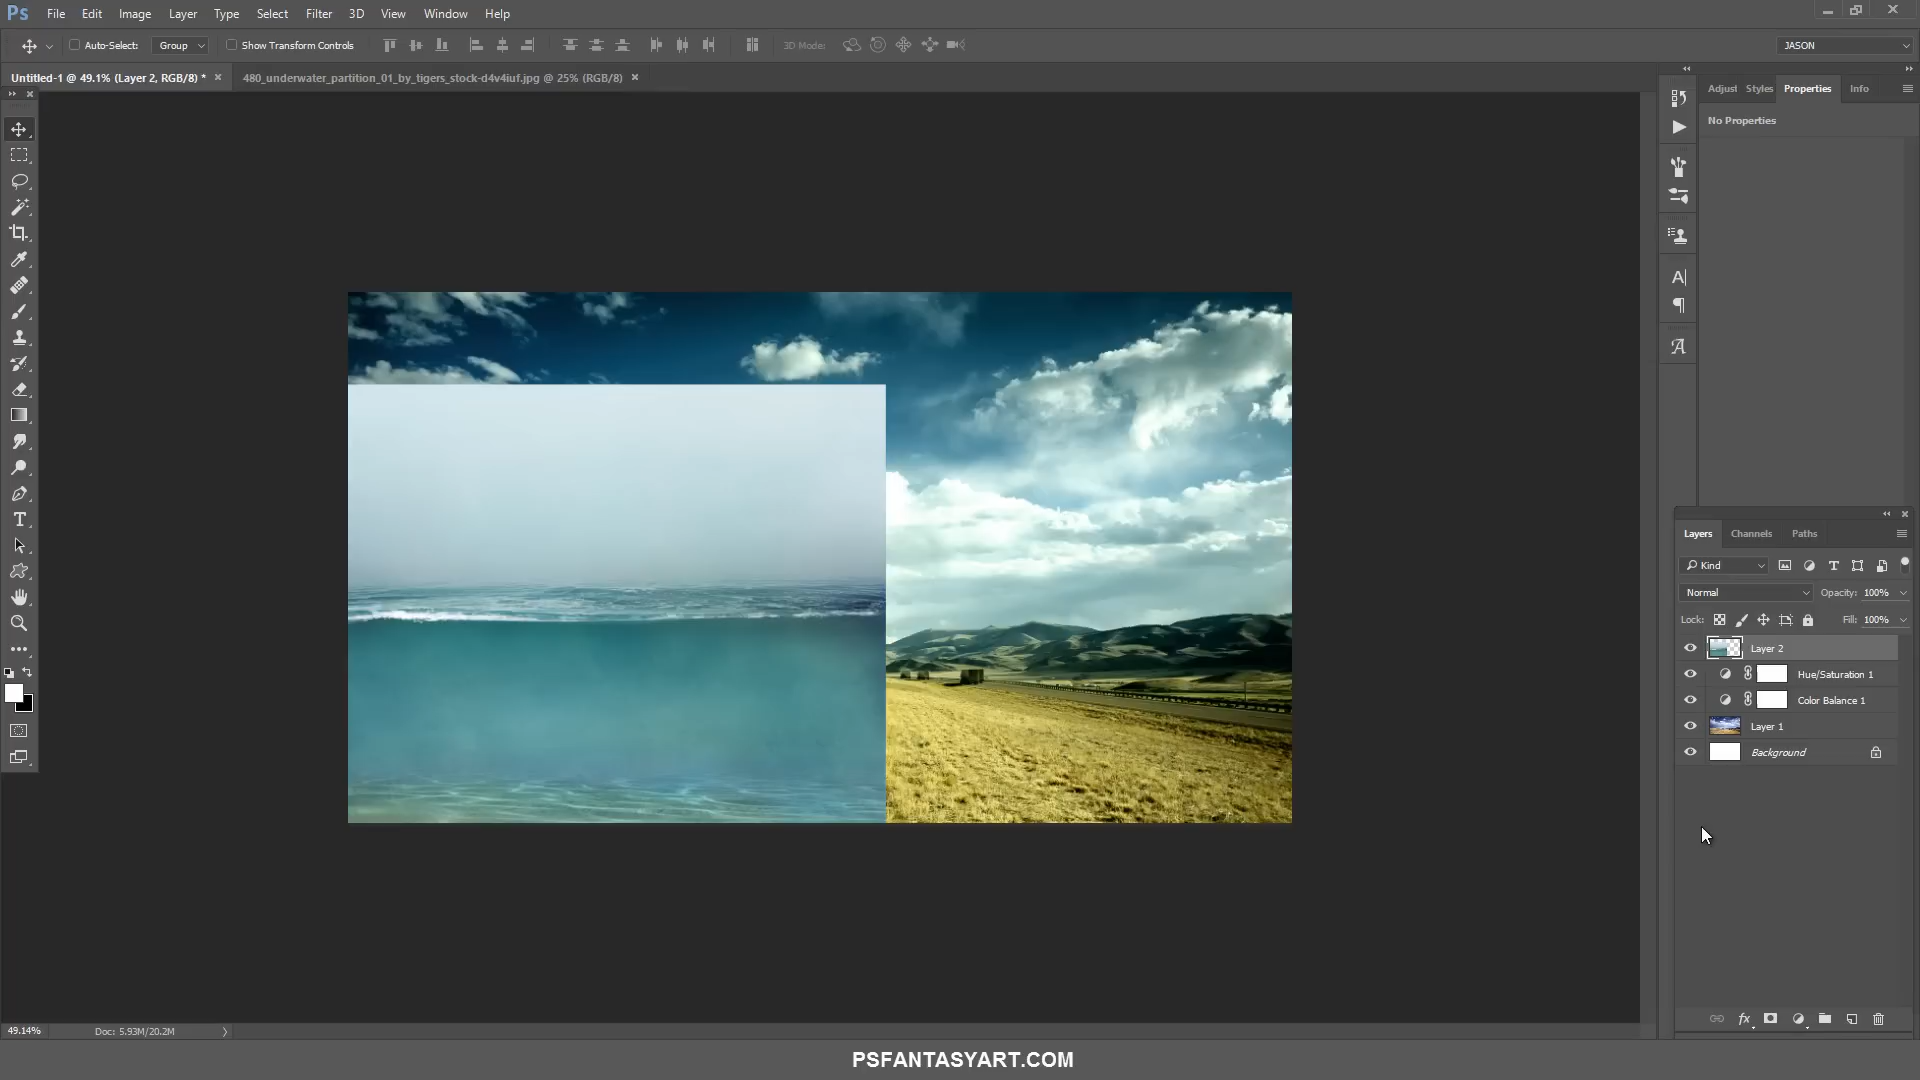 Ps File Edit Image Layer Type Select Filter 3D View Window Help
Auto-Select: Group Show Transform Controls 3D Mode: JASON
Untitled-1 @ 49.1% (Layer 2, RGB/8) * × 480_underwater_partition_01_by_tigers_stock-d4v4iuf.jpg @ 25% (RGB/8) ×
Adjust Styles Properties Info
No Properties
Layers Channels Paths
Kind
Normal Opacity: 100%
Lock: Fill: 100%
Layer 2
Hue/Saturation 1
Color Balance 1
Layer 1
Background
49.14% Doc: 5.93M/20.2M
PSFANTASYART.COM